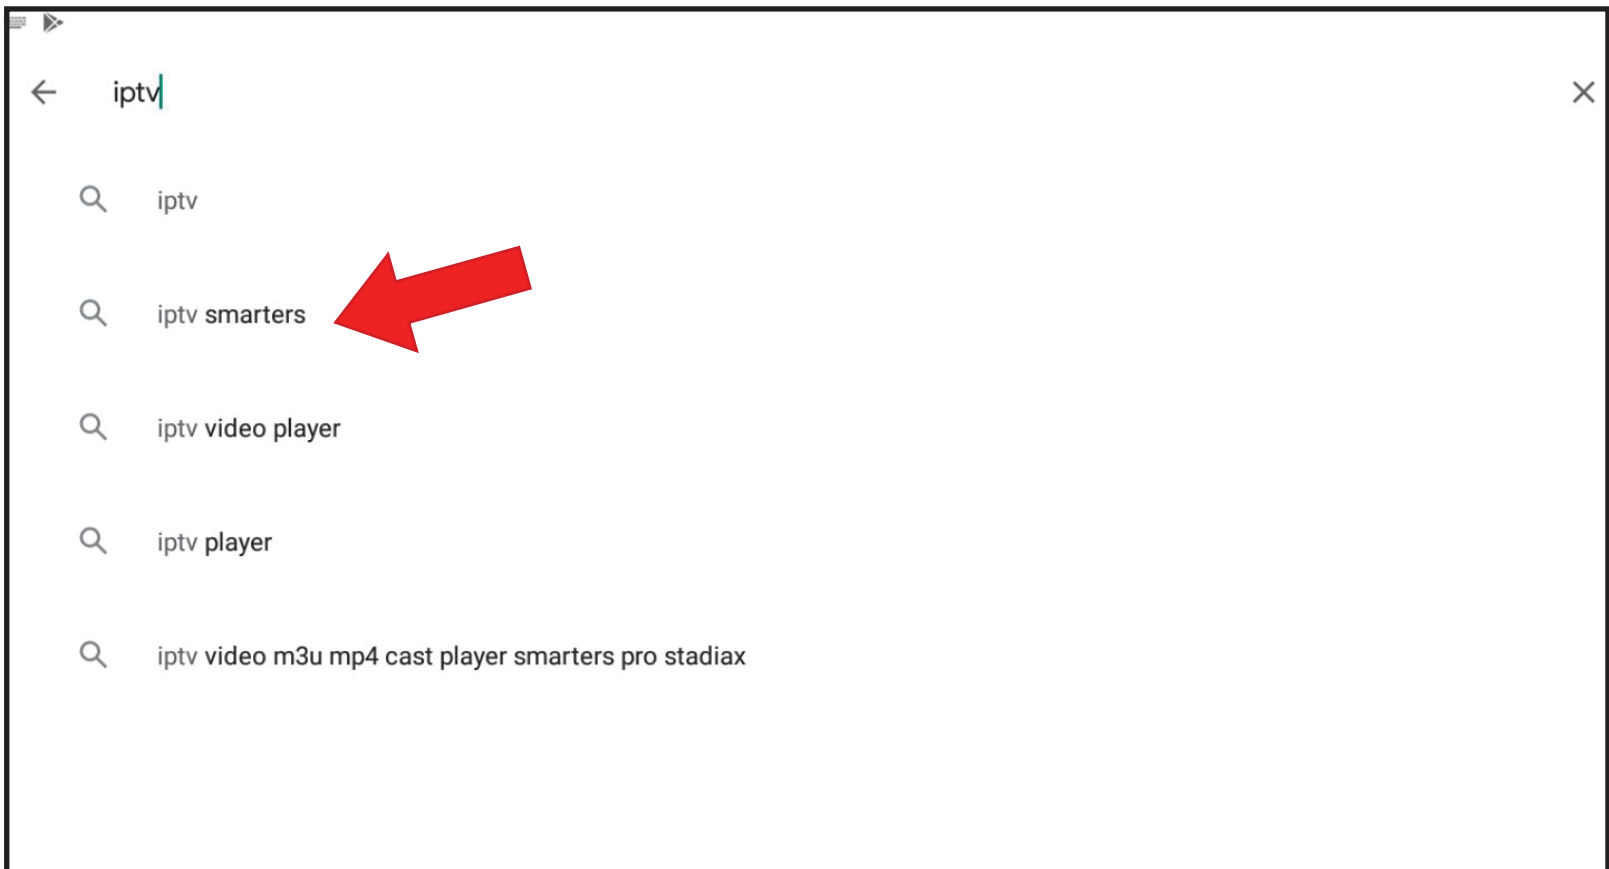 iptv
iptv
iptv smarters
iptv video player
iptv player
iptv video m3u mp4 cast player smarters pro stadiax